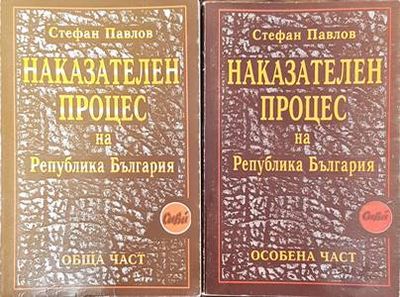 Стефан Павлов
НАКАЗАТЕЛЕН
ПРОЦЕС
на
Република България
Сиби
ОБЩА ЧАСТ
Стефан Павлов
НАКАЗАТЕЛЕН
ПРОЦЕС
на
Република България
Сиби
ОСОБЕНА ЧАСТ